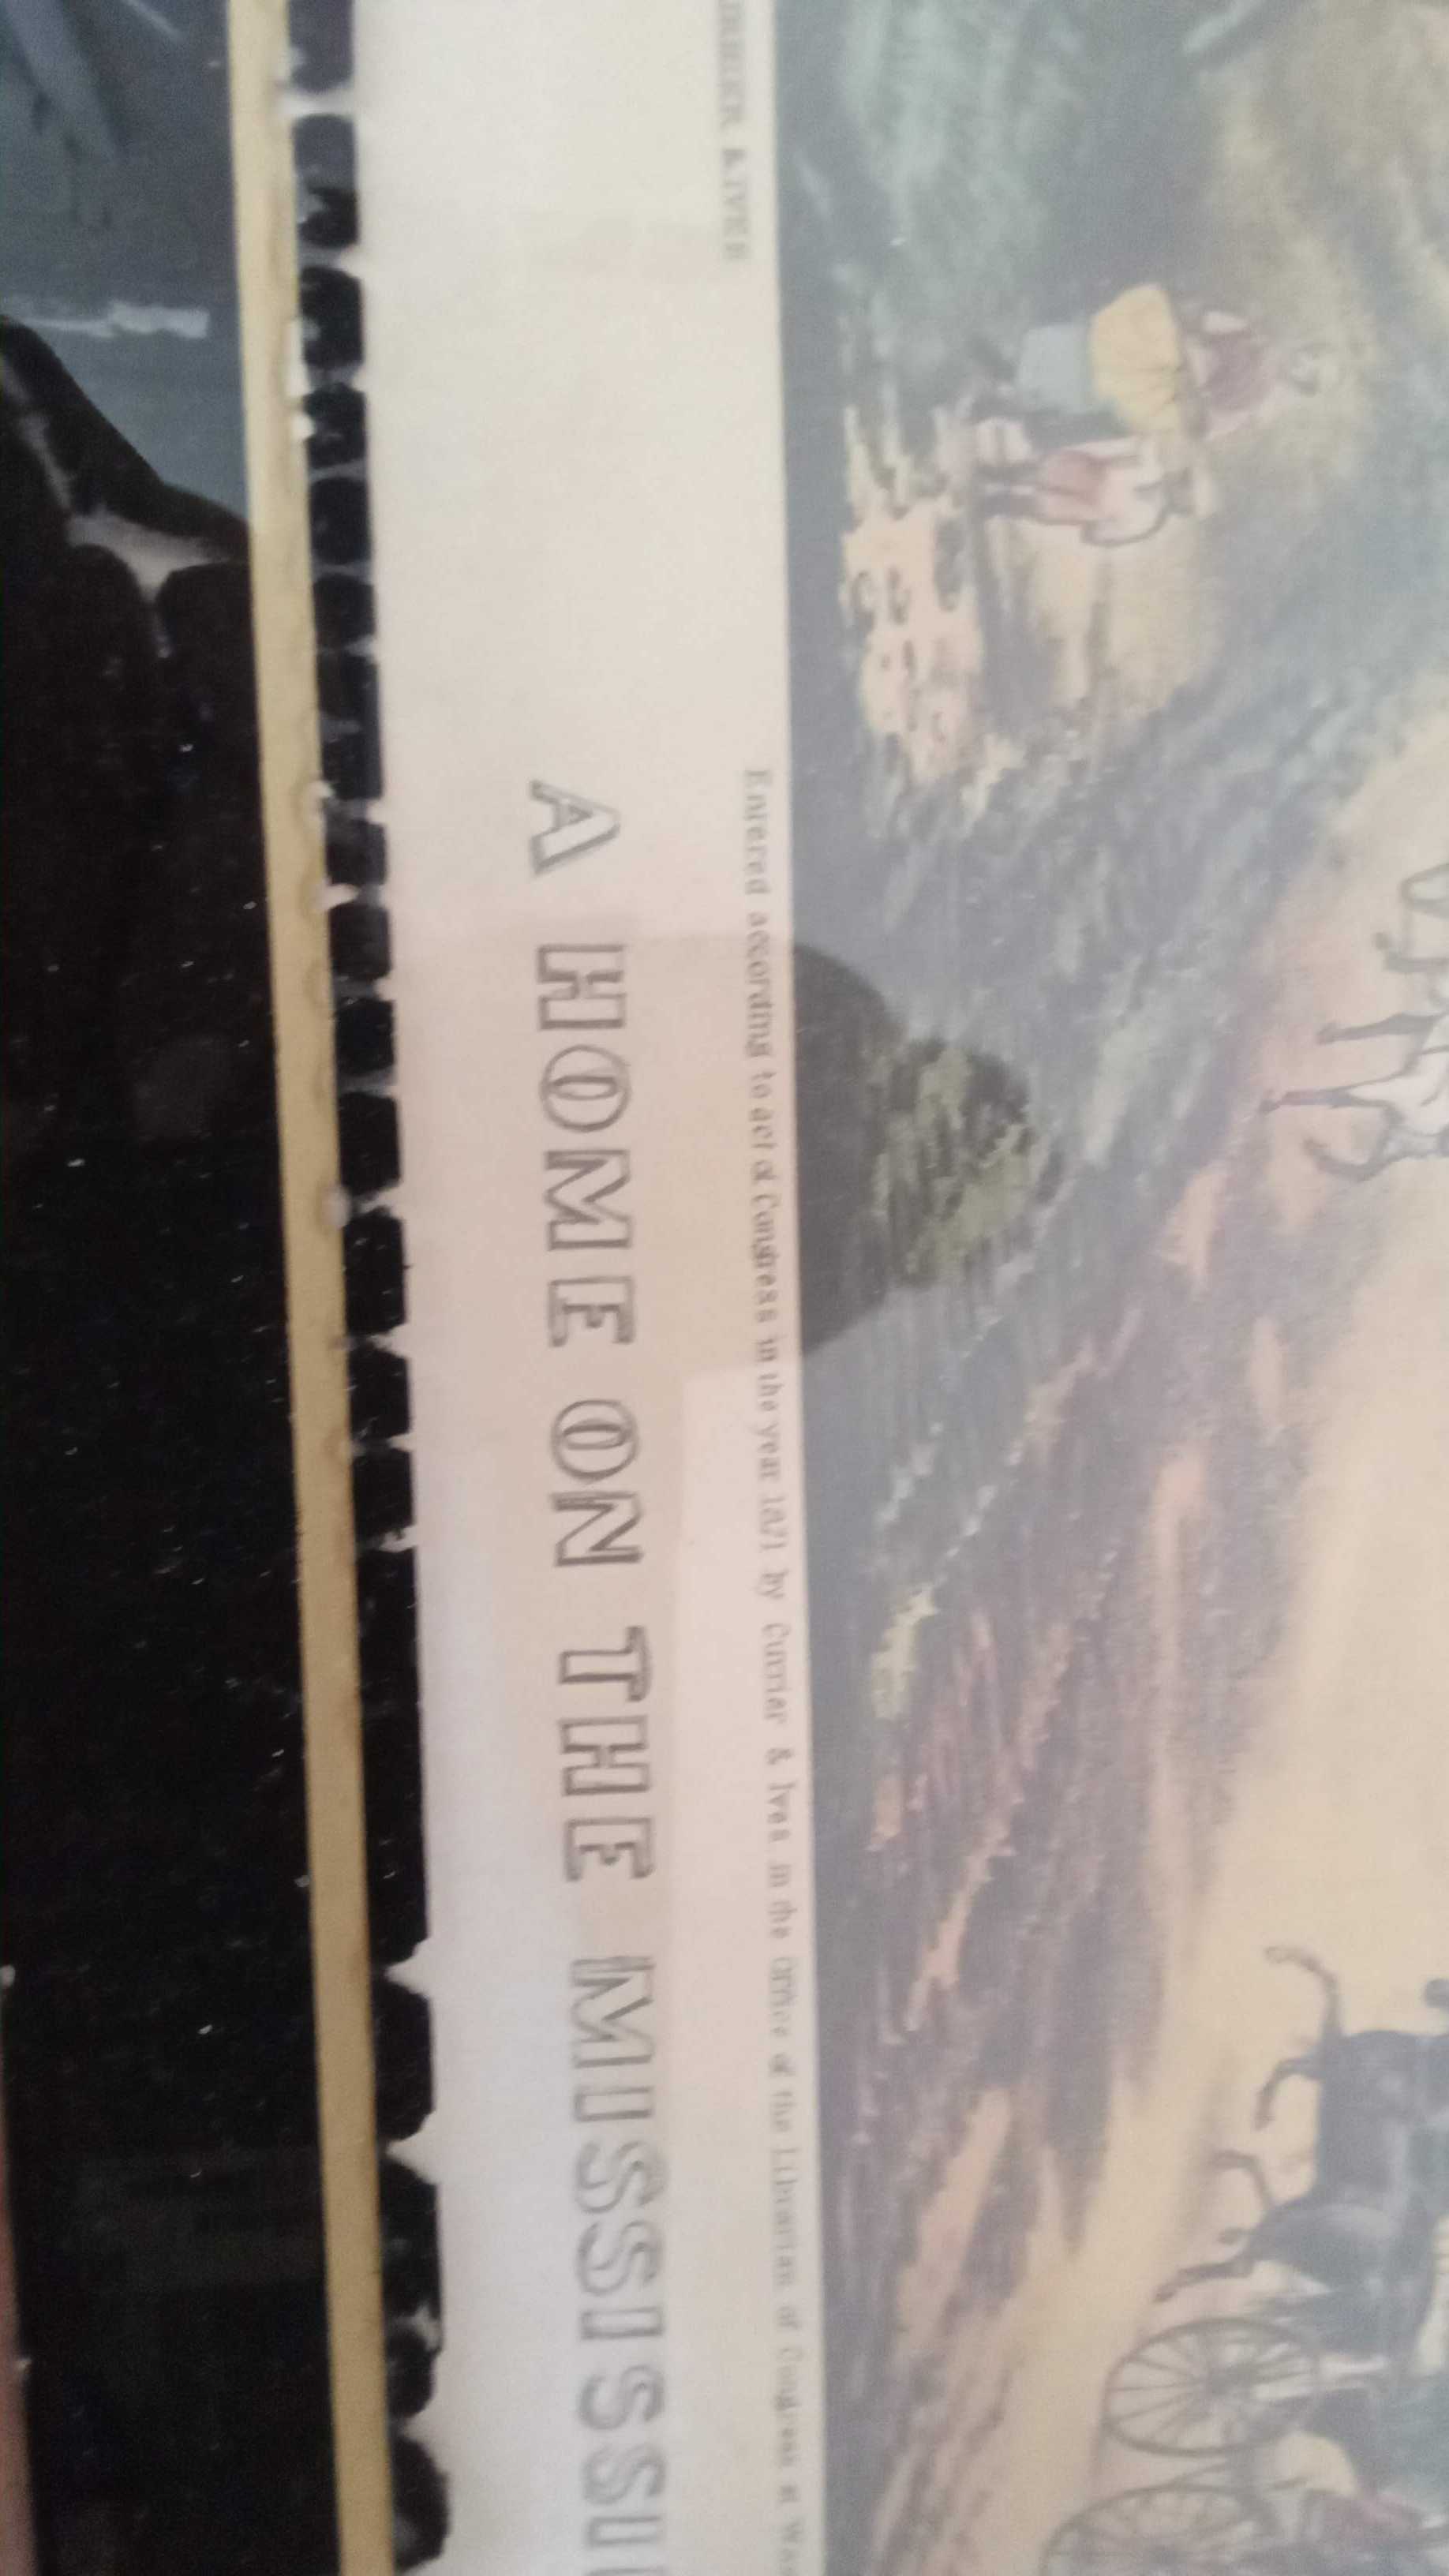 & IVES
Entered according to act of Congress in the year 1871 by Currier & Ives in the office of the Librarian of Congress at
A HOME ON THE MISSISSI